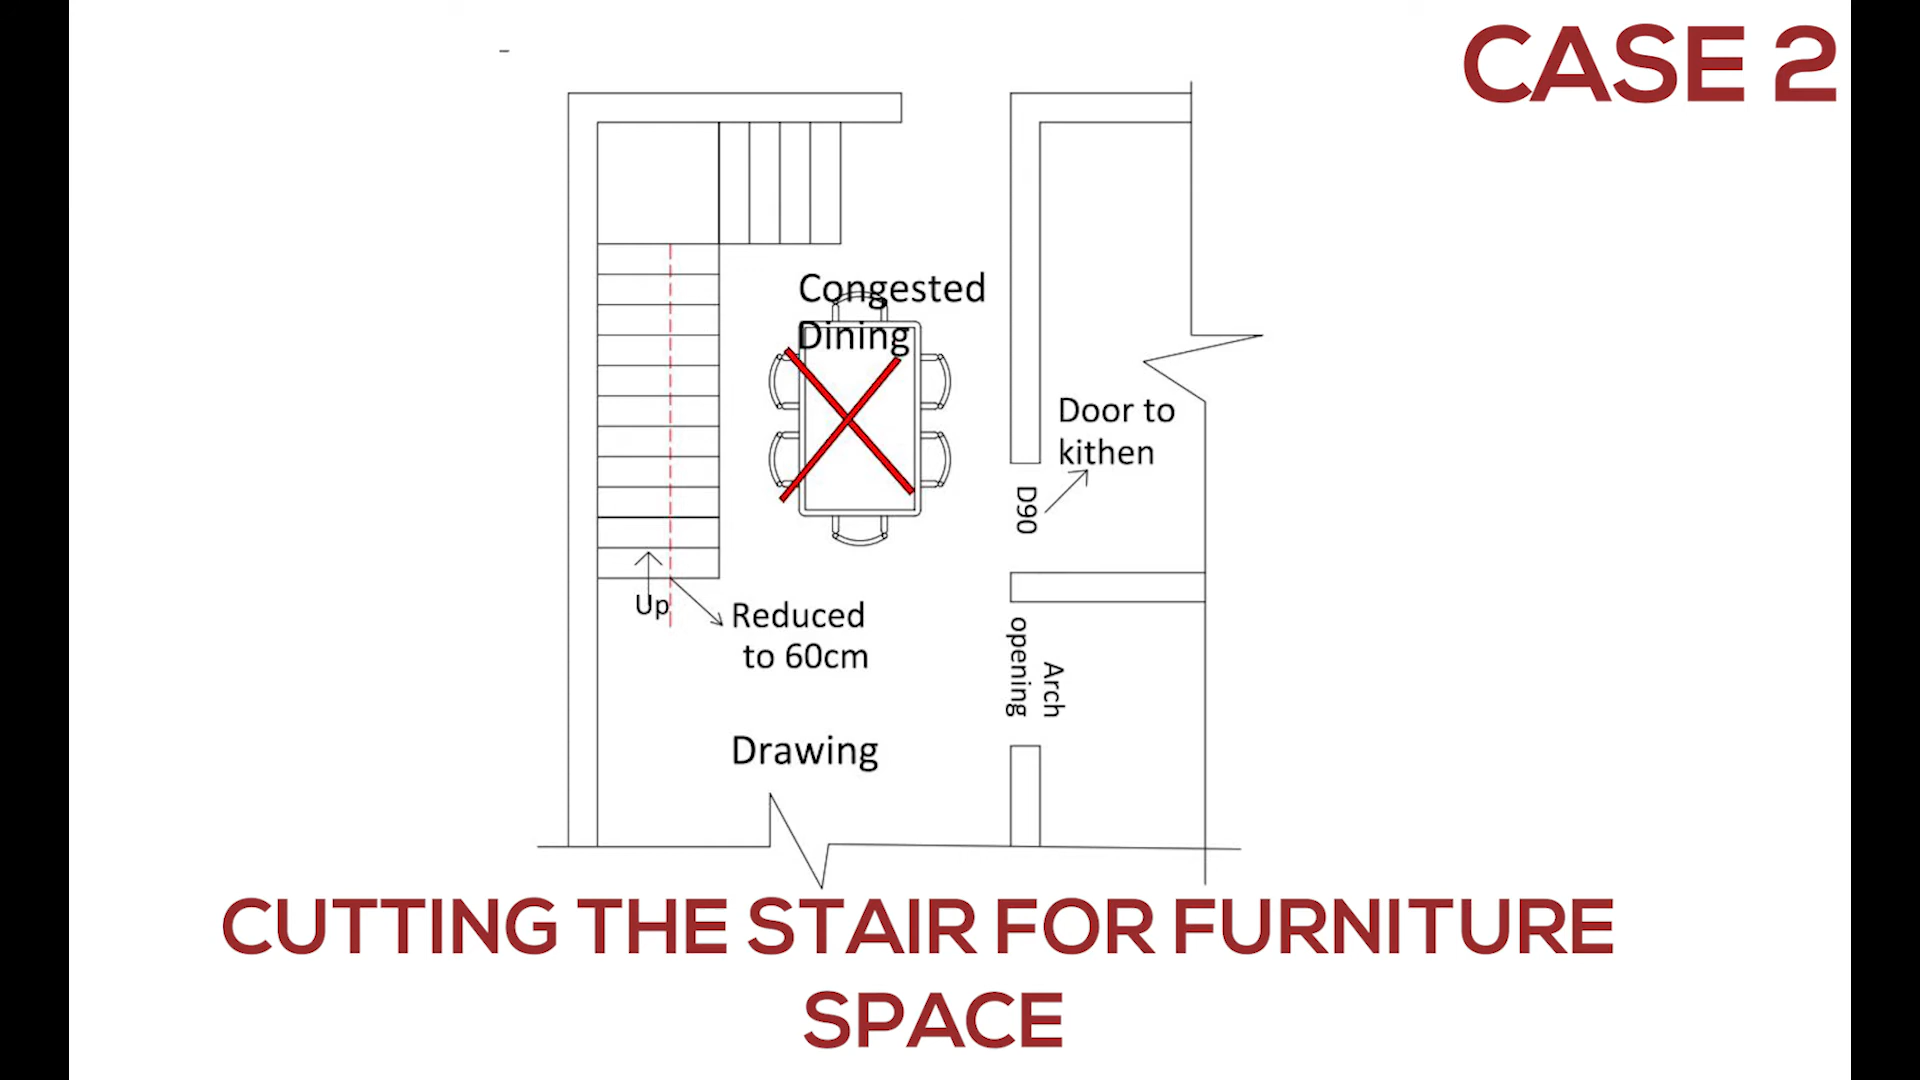 CASE 2
Congested
Dining
Door to
kithen
D90
Up
Reduced
to 60cm
Arch
opening
Drawing
CUTTING THE STAIR FOR FURNITURE
SPACE